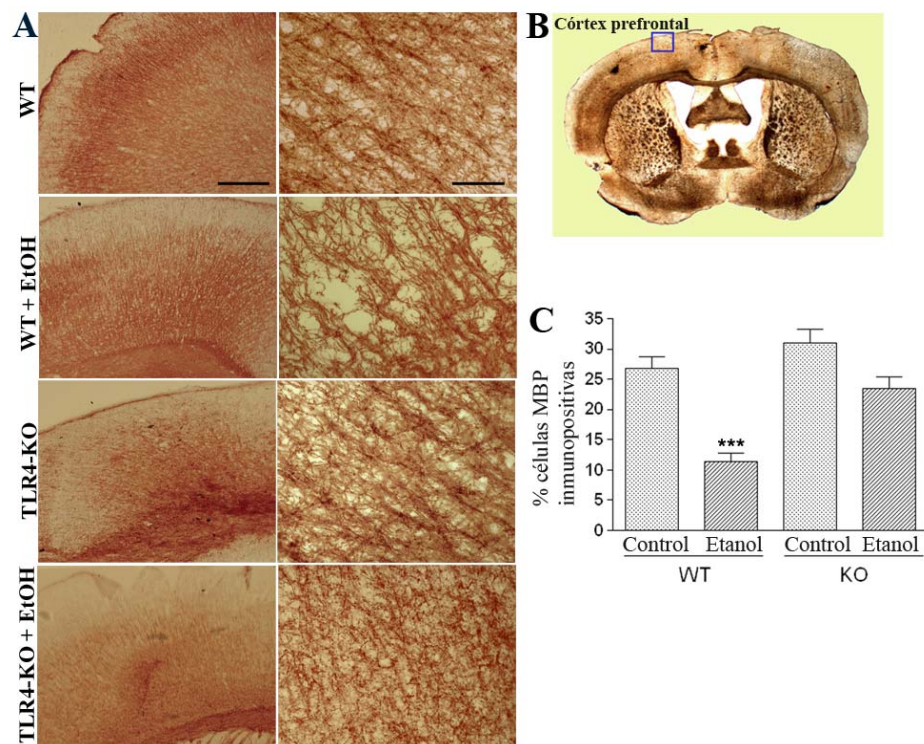 A
WT
WT + EtOH
TLR4-KO
TLR4-KO + EtOH
B
Córtex prefrontal
C
% células MBP
inmunopositivas
35
30
25
20
15
10
5
0
***
Control Etanol Control Etanol
WT KO